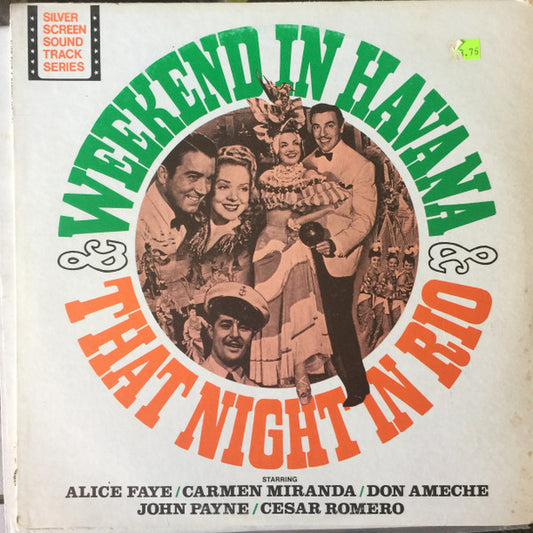 SILVER
SCREEN
SOUND
TRACK
SERIES
WEEKEND IN HAVANA
& &
THAT NIGHT IN RIO
STARRING
ALICE FAYE/CARMEN MIRANDA/DON AMECHE
JOHN PAYNE/CESAR ROMERO